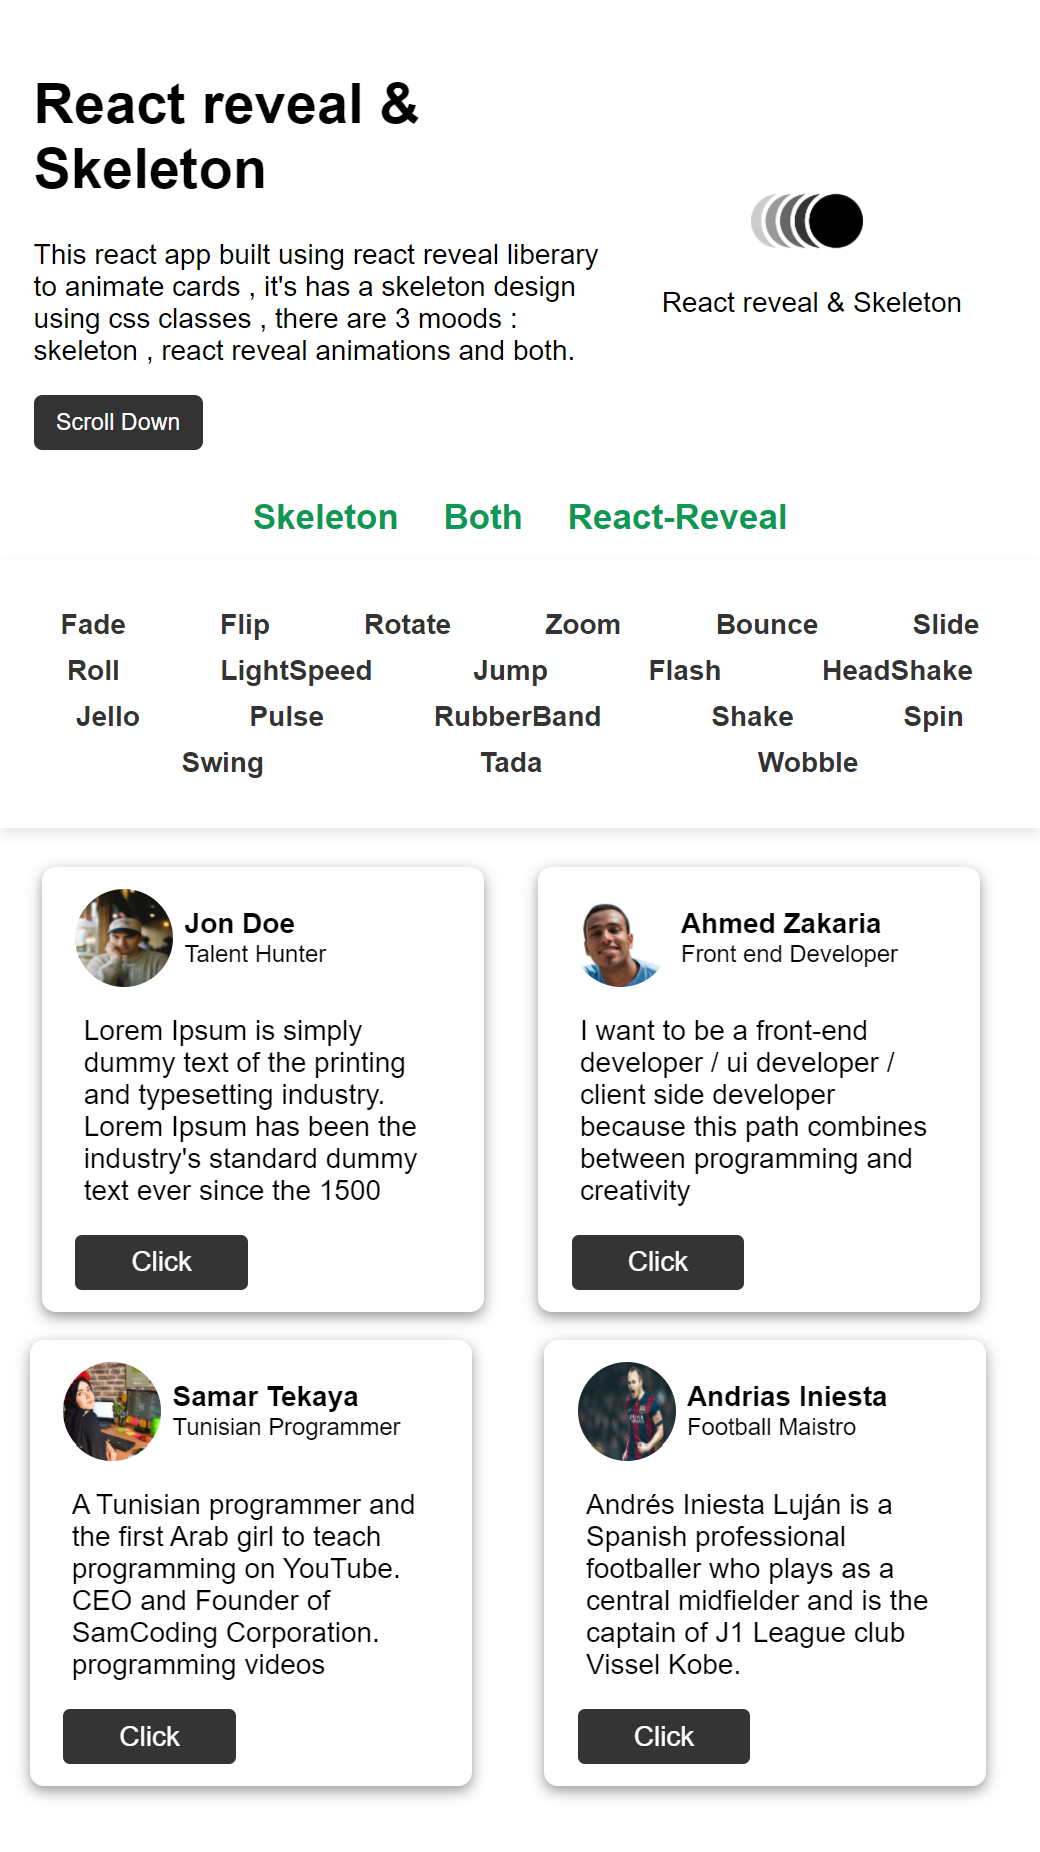 React reveal &
Skeleton
This react app built using react reveal liberary
to animate cards , it's has a skeleton design
using css classes , there are 3 moods :
skeleton , react reveal animations and both.
Scroll Down
React reveal & Skeleton
Skeleton Both React-Reveal
Fade Flip Rotate Zoom Bounce Slide
Roll LightSpeed Jump Flash HeadShake
Jello Pulse RubberBand Shake Spin
Swing Tada Wobble
Jon Doe
Talent Hunter
Lorem Ipsum is simply
dummy text of the printing
and typesetting industry.
Lorem Ipsum has been the
industry's standard dummy
text ever since the 1500
Click
Ahmed Zakaria
Front end Developer
I want to be a front-end
developer / ui developer /
client side developer
because this path combines
between programming and
creativity
Click
Samar Tekaya
Tunisian Programmer
A Tunisian programmer and
the first Arab girl to teach
programming on YouTube.
CEO and Founder of
SamCoding Corporation.
programming videos
Click
Andrias Iniesta
Football Maistro
Andrés Iniesta Luján is a
Spanish professional
footballer who plays as a
central midfielder and is the
captain of J1 League club
Vissel Kobe.
Click